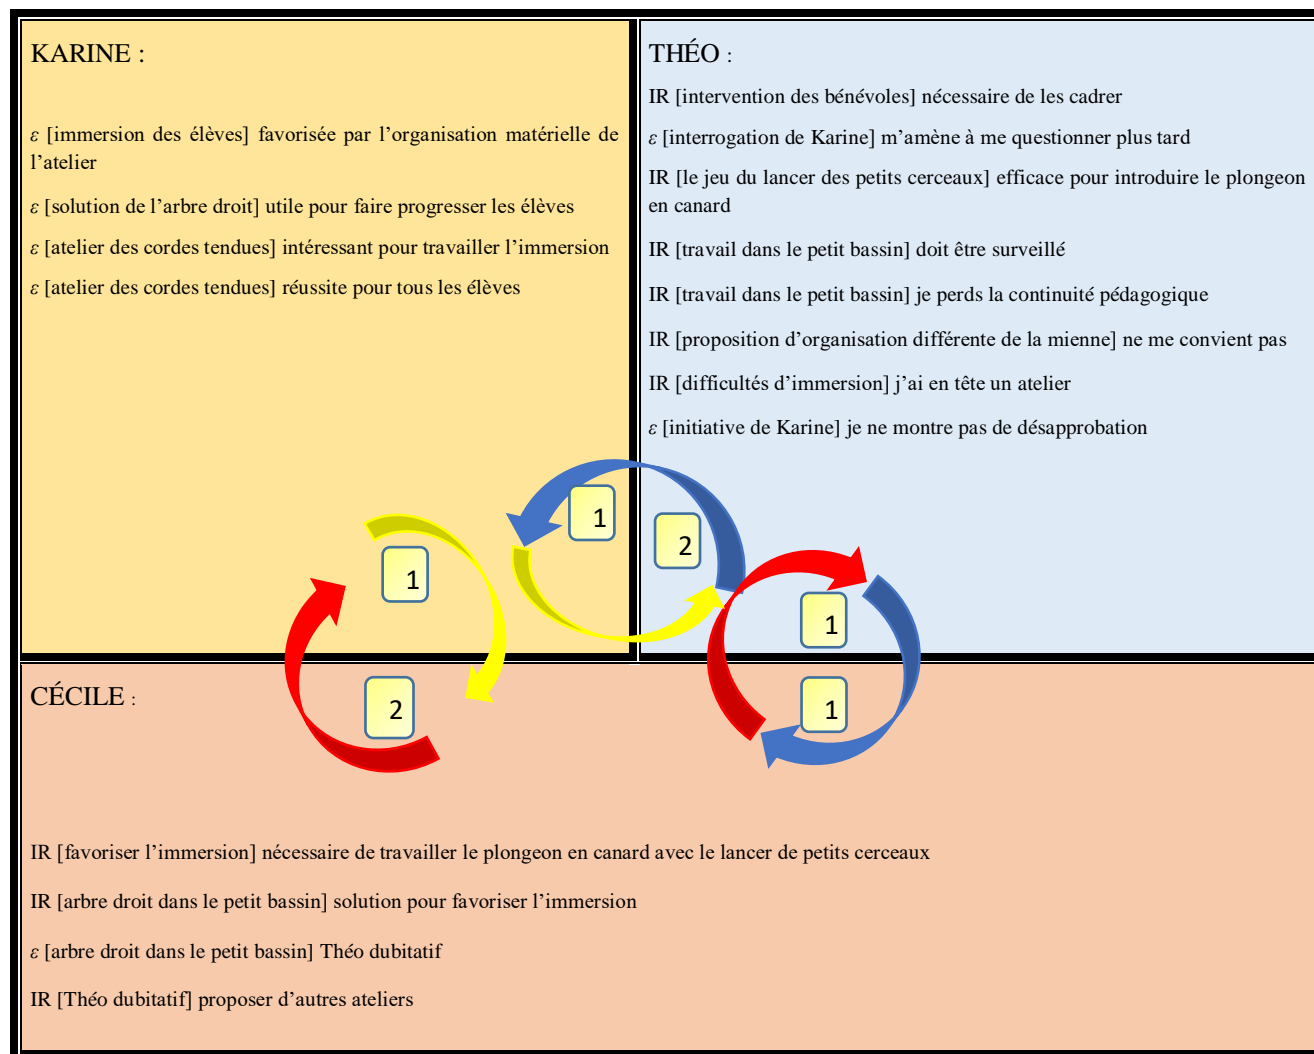 KARINE :
ε [immersion des élèves] favorisée par l'organisation matérielle de
l'atelier
ε [solution de l'arbre droit] utile pour faire progresser les élèves
ε [atelier des cordes tendues] intéressant pour travailler l'immersion
ε [atelier des cordes tendues] réussite pour tous les élèves
THÉO :
IR [intervention des bénévoles] nécessaire de les cadrer
ε [interrogation de Karine] m'amène à me questionner plus tard
IR [le jeu du lancer des petits cerceaux] efficace pour introduire le plongeon
en canard
IR [travail dans le petit bassin] doit être surveillé
IR [travail dans le petit bassin] je perds la continuité pédagogique
IR [proposition d'organisation différente de la mienne] ne me convient pas
IR [difficultés d'immersion] j'ai en tête un atelier
ε [initiative de Karine] je ne montre pas de désapprobation
1
2
1
1
2
1
CÉCILE :
IR [favoriser l'immersion] nécessaire de travailler le plongeon en canard avec le lancer de petits cerceaux
IR [arbre droit dans le petit bassin] solution pour favoriser l'immersion
ε [arbre droit dans le petit bassin] Théo dubitatif
IR [Théo dubitatif] proposer d'autres ateliers